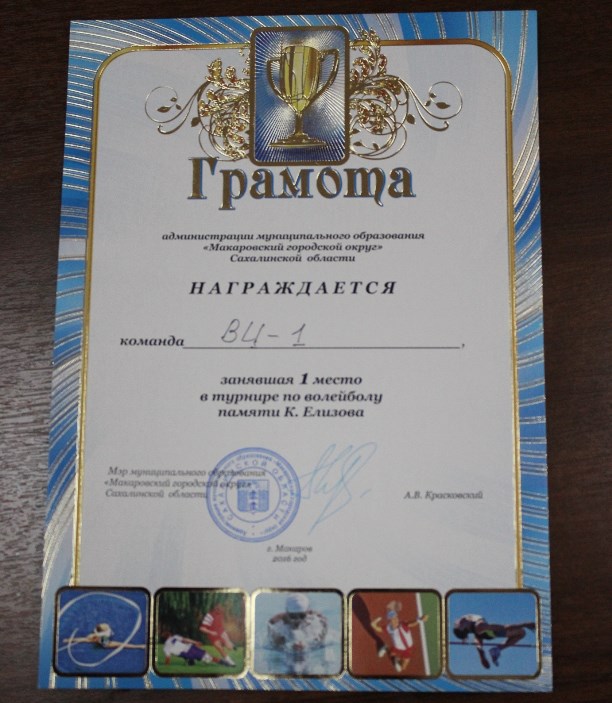 Грамота
администрации муниципального образования
«Макаровский городской округ»
Сахалинской области
НАГРАЖДАЕТСЯ
команда ВЦ-1,
занявшая 1 место
в турнире по волейболу
памяти К. Елизова
Мэр муниципального образования
«Макаровский городской округ»
Сахалинской области
А.В. Красковский
г. Макаров
2016 год